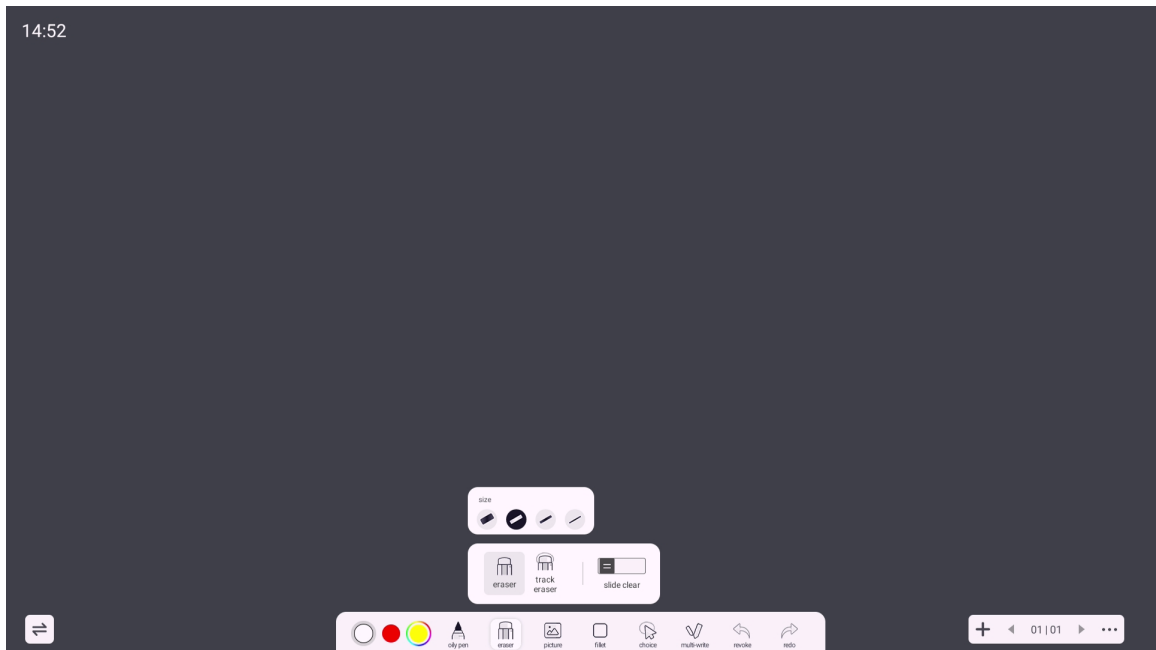 14:52
size
eraser
track
eraser
slide clear
oily pen
eraser
picture
fillet
choice
multi-write
revoke
redo
01 | 01